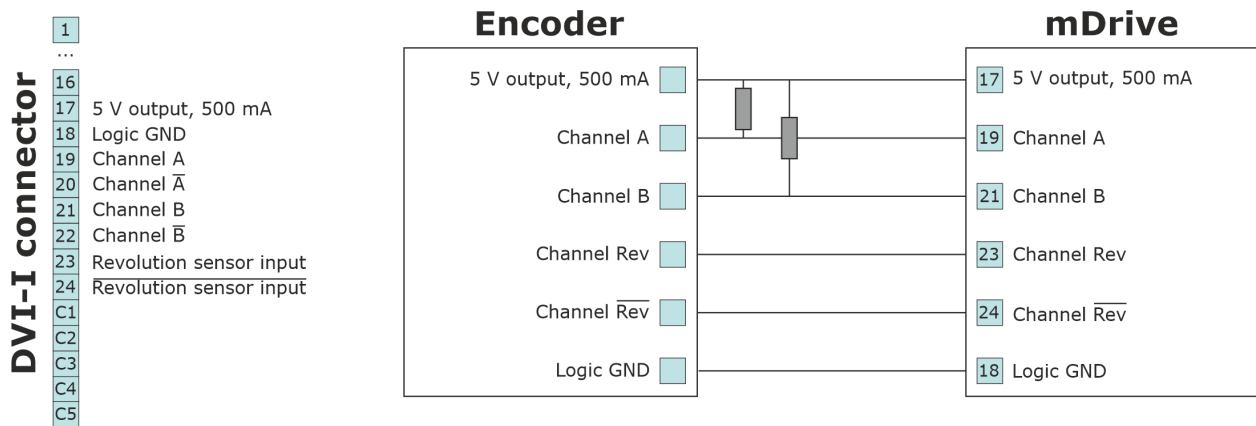 DVI-I connector
1
...
16
17 5 V output, 500 mA
18 Logic GND
19 Channel A
20 Channel A̅
21 Channel B
22 Channel B̅
23 Revolution sensor input
24 R̅e̅v̅o̅l̅u̅t̅i̅o̅n̅ ̅s̅e̅n̅s̅o̅r̅ ̅i̅n̅p̅u̅t̅
C1
C2
C3
C4
C5
Encoder
5 V output, 500 mA
Channel A
Channel B
Channel Rev
Channel R̅e̅v̅
Logic GND
mDrive
17 5 V output, 500 mA
19 Channel A
21 Channel B
23 Channel Rev
24 Channel R̅e̅v̅
18 Logic GND